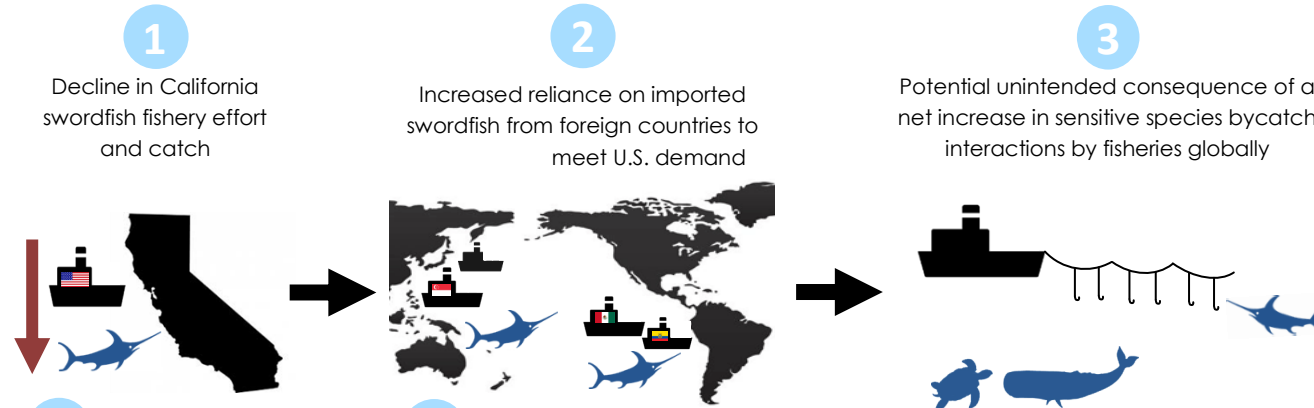 1
Decline in California
swordfish fishery effort
and catch
2
Increased reliance on imported
swordfish from foreign countries to
meet U.S. demand
3
Potential unintended consequence of a
net increase in sensitive species bycatch
interactions by fisheries globally